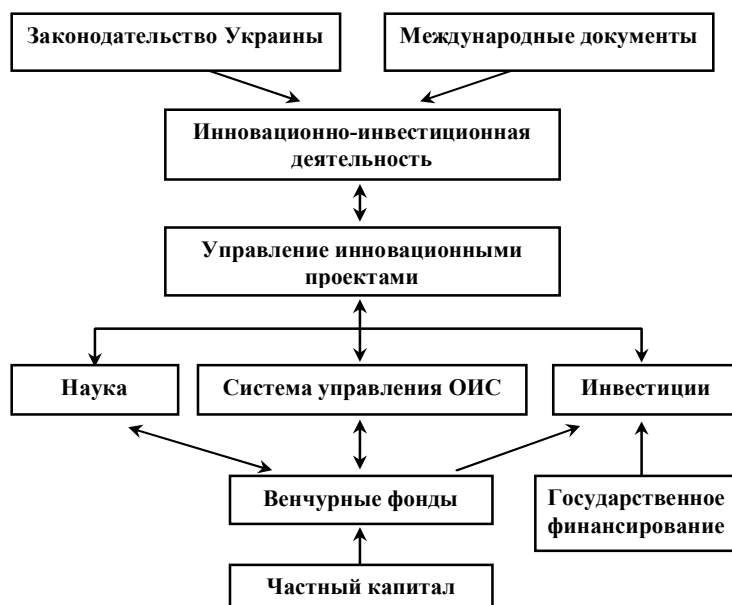 Законодательство Украины
Международные документы
Инновационно-инвестиционная
деятельность
Управление инновационными
проектами
Наука
Система управления ОИС
Инвестиции
Венчурные фонды
Государственное
финансирование
Частный капитал